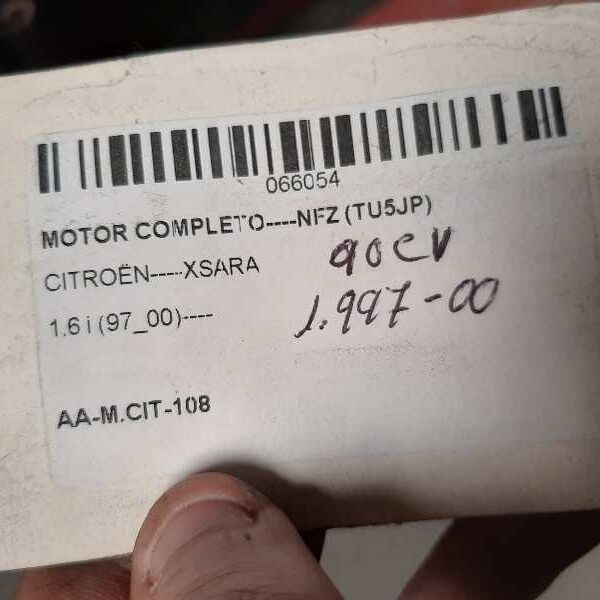 066054
MOTOR COMPLETO----NFZ (TU5JP)
CITROËN-----XSARA 90CV
1.6 i (97_00)---- 1.997-00
AA-M.CIT-108